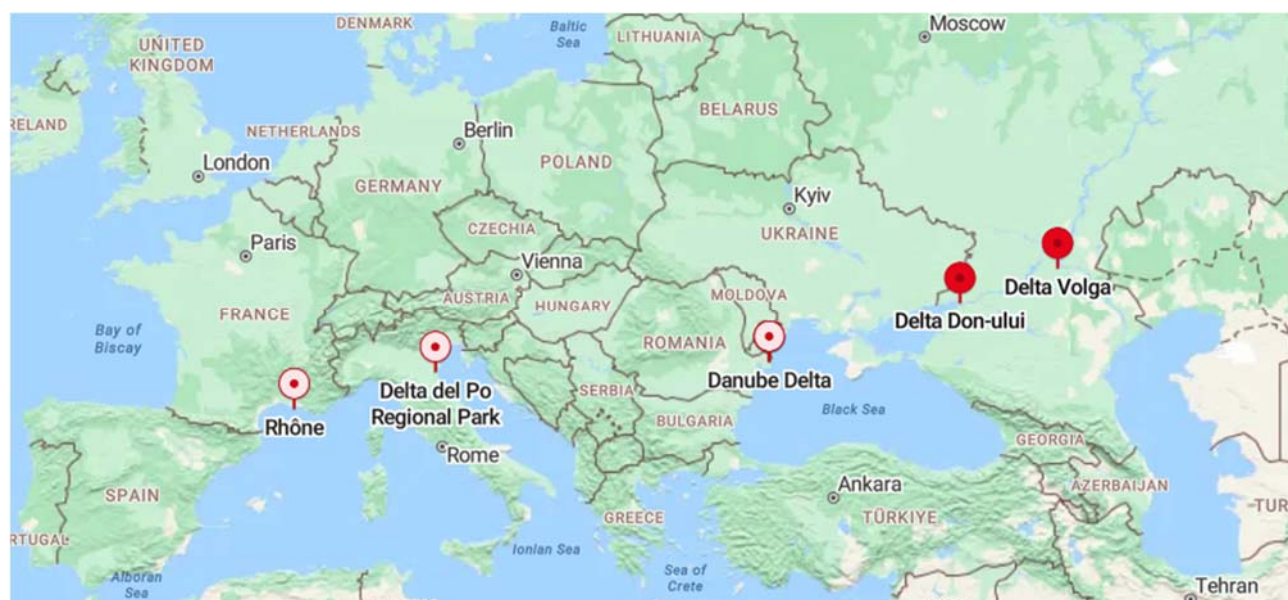 DENMARK
Baltic
Sea
Moscow
LITHUANIA
UNITED
KINGDOM
BELARUS
RELAND
NETHERLANDS
Berlin
London
POLAND
GERMANY
Kyiv
UKRAINE
CZECHIA
Paris
Vienna
Delta Volga
AUSTRIA
HUNGARY
MOLDOVA
FRANCE
Delta Don-ului
Bay of
Biscay
ROMANIA
Danube Delta
Delta del Po
Regional Park
SERBIA
Black Sea
Rhône
BULGARIA
GEORGIA
Rome
Ankara
AZERBAIJAN
SPAIN
TUR
TÜRKIYE
GREECE
RTUGAL
Ionian Sea
Alboran
Sea
Sea of
Crete
Tehran